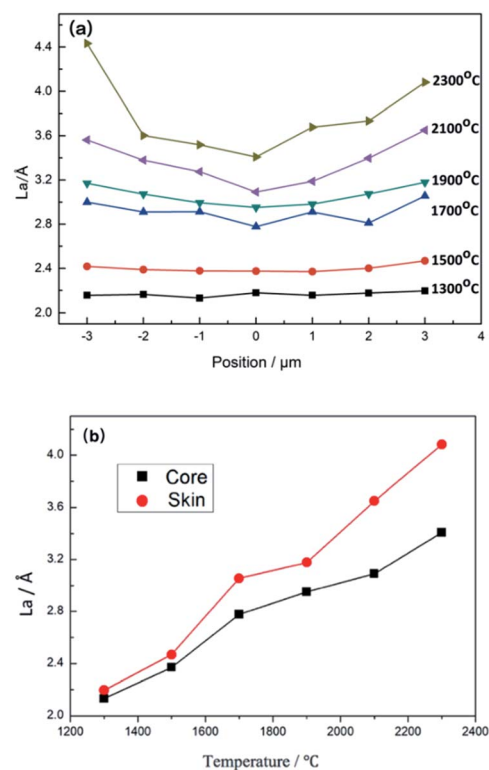 (a)
4.4
4.0
3.6
3.2
2.8
2.4
2.0
La/Å
2300°C
2100°C
1900°C
1700°C
1500°C
1300°C
-3 -2 -1 0 1 2 3 4
Position / µm
(b)
4.0
3.6
3.2
2.8
2.4
2.0
La / Å
Core
Skin
1200 1400 1600 1800 2000 2200 2400
Temperature / °C